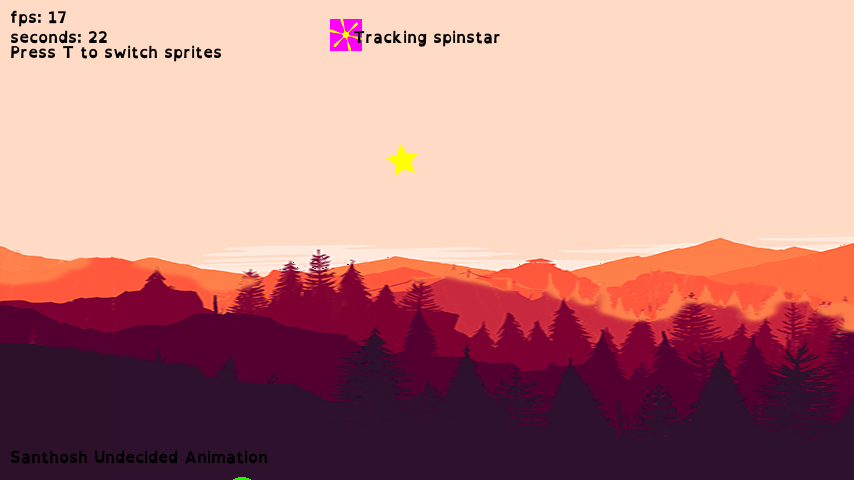 fps: 17
seconds: 22
Press T to switch sprites
Tracking spinstar
Santhosh Undecided Animation